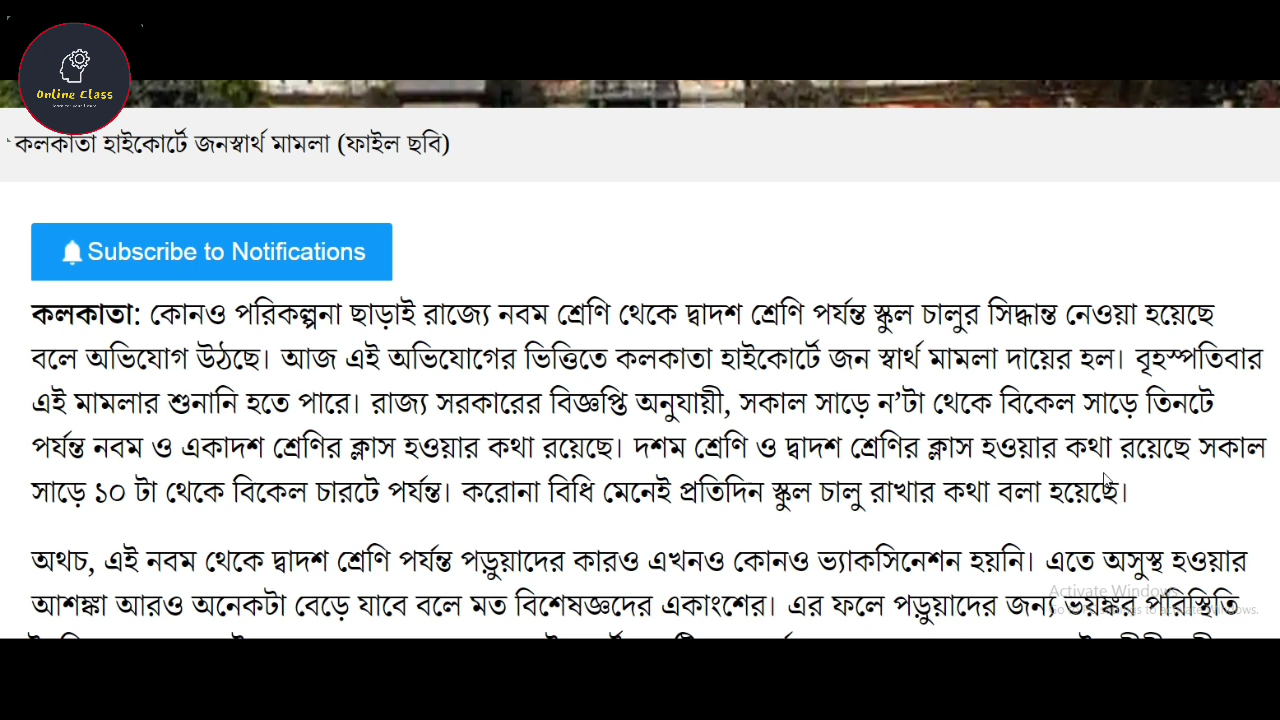 Online Class
কলকাতা হাইকোর্টে জনস্বার্থ মামলা (ফাইল ছবি)
Subscribe to Notifications
কলকাতা: কোনও পরিকল্পনা ছাড়াই রাজ্যে নবম শ্রেণি থেকে দ্বাদশ শ্রেণি পর্যন্ত স্কুল চালুর সিদ্ধান্ত নেওয়া হয়েছে
বলে অভিযোগ উঠছে। আজ এই অভিযোগের ভিত্তিতে কলকাতা হাইকোর্টে জন স্বার্থ মামলা দায়ের হল। বৃহস্পতিবার
এই মামলার শুনানি হতে পারে। রাজ্য সরকারের বিজ্ঞপ্তি অনুযায়ী, সকাল সাড়ে ন’টা থেকে বিকেল সাড়ে তিনটে
পর্যন্ত নবম ও একাদশ শ্রেণির ক্লাস হওয়ার কথা রয়েছে। দশম শ্রেণি ও দ্বাদশ শ্রেণির ক্লাস হওয়ার কথা রয়েছে সকাল
সাড়ে ১০ টা থেকে বিকেল চারটে পর্যন্ত। করোনা বিধি মেনেই প্রতিদিন স্কুল চালু রাখার কথা বলা হয়েছে।
অথচ, এই নবম থেকে দ্বাদশ শ্রেণি পর্যন্ত পড়ুয়াদের কারও এখনও কোনও ভ্যাকসিনেশন হয়নি। এতে অসুস্থ হওয়ার
আশঙ্কা আরও অনেকটা বেড়ে যাবে বলে মত বিশেষজ্ঞদের একাংশের। এর ফলে পড়ুয়াদের জন্য ভয়ঙ্কর পরিস্থিতি
Activate Windows